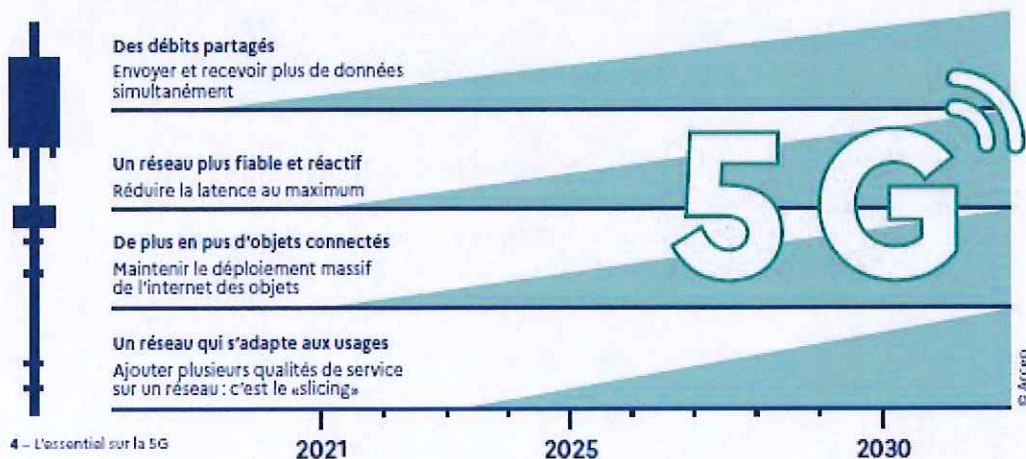 Des débits partagés
Envoyer et recevoir plus de données
simultanément
Un réseau plus fiable et réactif
Réduire la latence au maximum
5G
De plus en pus d'objets connectés
Maintenir le déploiement massif
de l'internet des objets
Un réseau qui s'adapte aux usages
Ajouter plusieurs qualités de service
sur un réseau : c'est le «slicing»
© Arcep
4 – L'essentiel sur la 5G
2021
2025
2030